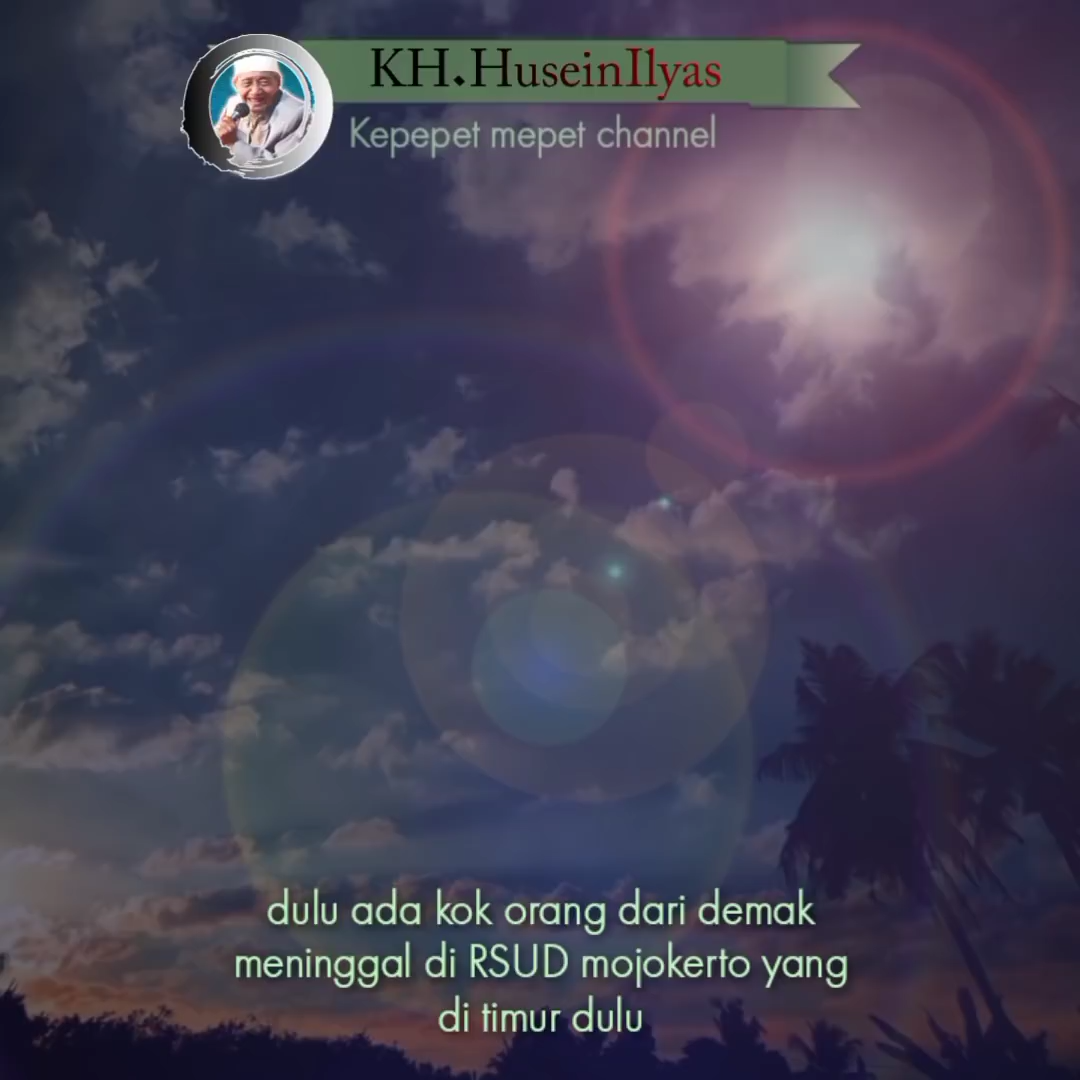 KH.HuseinIlyas
Kepepet mepet channel
dulu ada kok orang dari demak
meninggal di RSUD mojokerto yang
di timur dulu